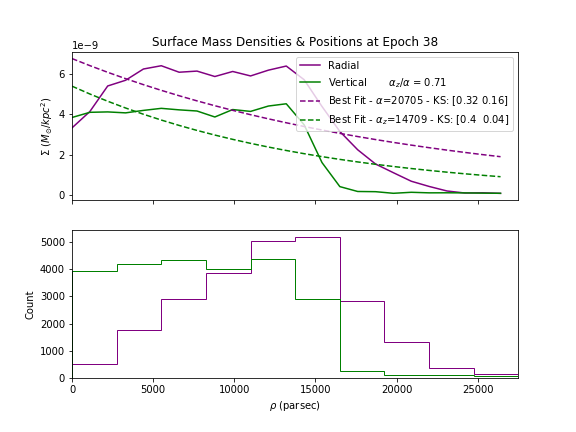 Surface Mass Densities & Positions at Epoch 38
1e−9
6
4
2
0
Σ (M⊙/kpc²)
Radial
Vertical αz/α = 0.71
Best Fit - α=20705 - KS: [0.32 0.16]
Best Fit - αz=14709 - KS: [0.4 0.04]
5000
4000
3000
2000
1000
0
Count
0 5000 10000 15000 20000 25000
ρ (parsec)